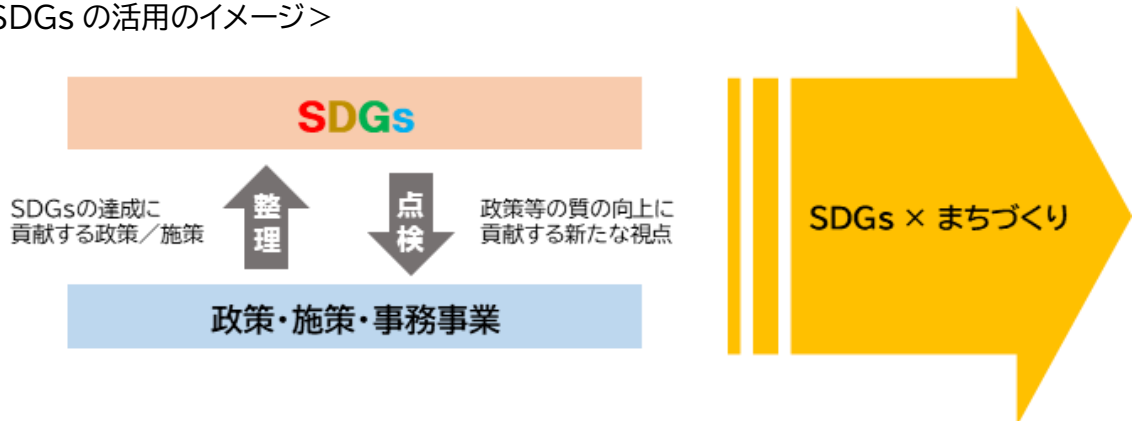 SDGs の活用のイメージ＞
SDGs
SDGsの達成に
貢献する政策／施策
整理
点検
政策等の質の向上に
貢献する新たな視点
政策・施策・事務事業
SDGs × まちづくり